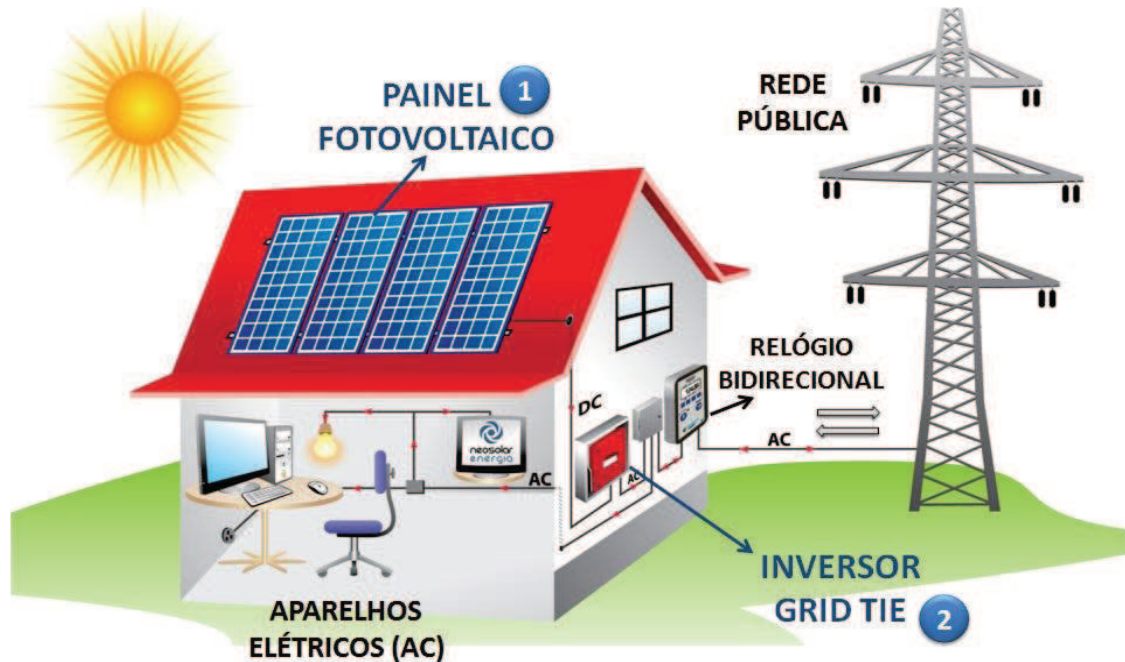 PAINEL 1
FOTOVOLTAICO
REDE
PÚBLICA
RELÓGIO
BIDIRECIONAL
DC
AC
neosolar
energia
AC
AC
INVERSOR
GRID TIE 2
APARELHOS
ELÉTRICOS (AC)